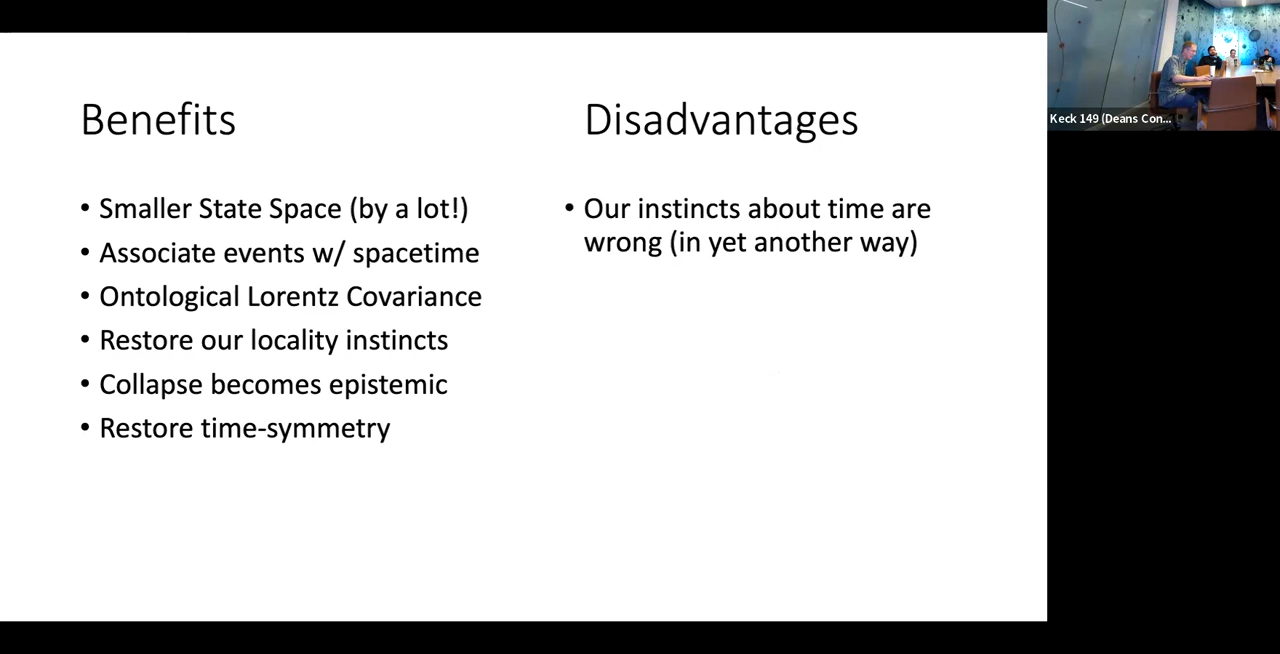 Benefits
• Smaller State Space (by a lot!)
• Associate events w/ spacetime
• Ontological Lorentz Covariance
• Restore our locality instincts
• Collapse becomes epistemic
• Restore time-symmetry
Disadvantages
• Our instincts about time are
wrong (in yet another way)
Keck 149 (Deans Con...